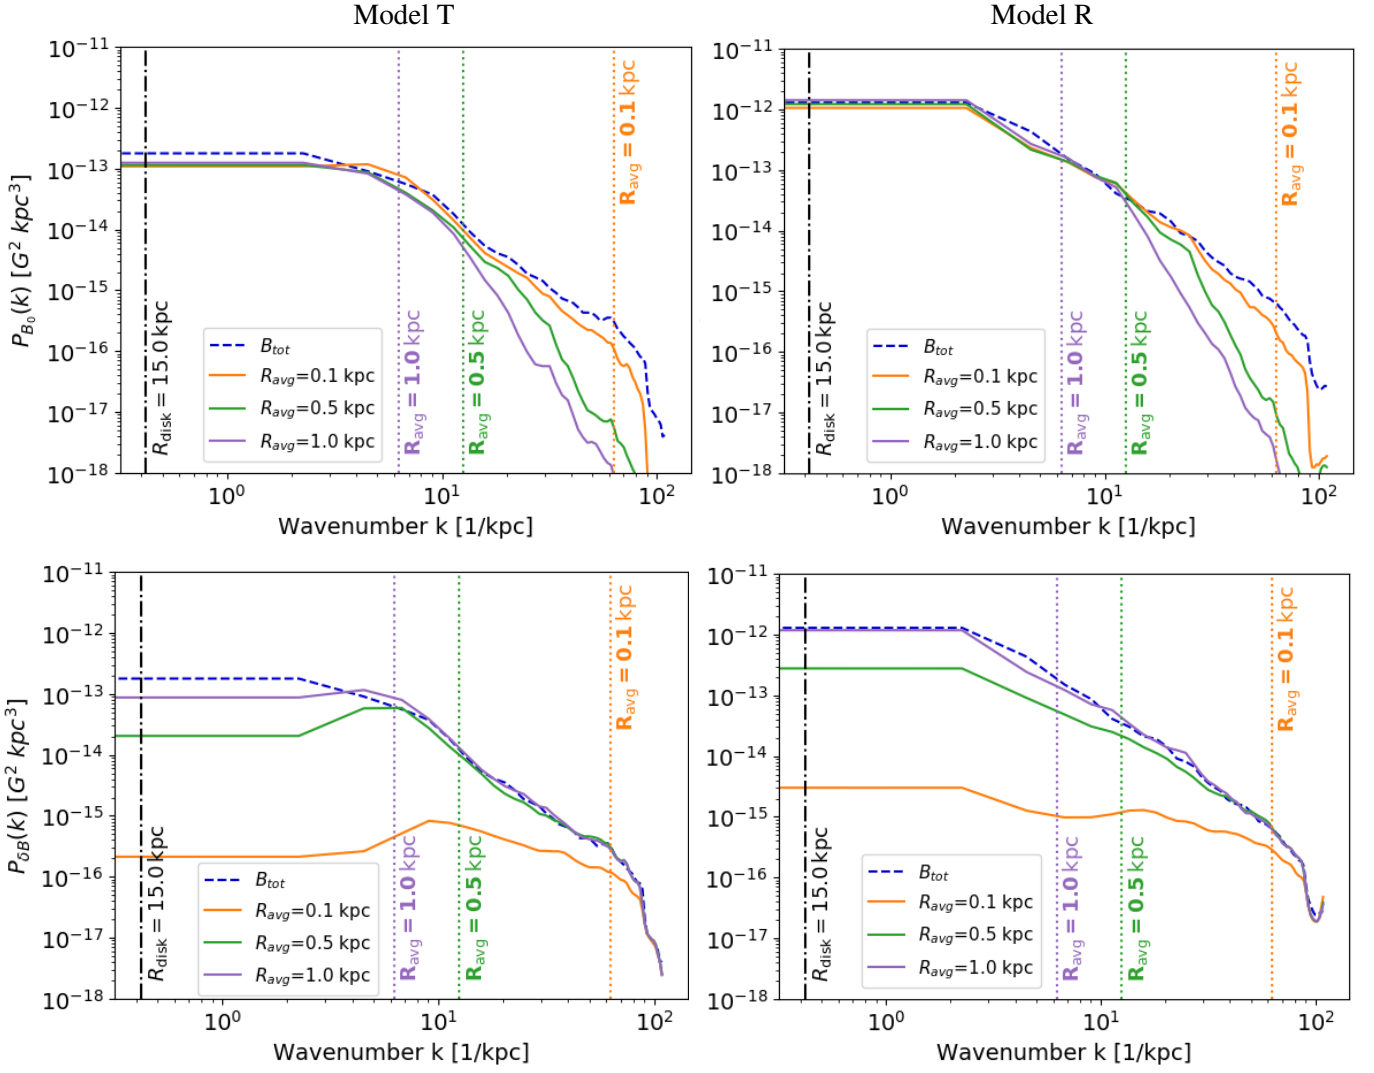 Model T
Model R
10^−11
10^−12
10^−13
10^−14
10^−15
10^−16
10^−17
10^−18
P_{B_0}(k) [G^2 kpc^3]
R_disk = 15.0 kpc
R_avg = 1.0 kpc
R_avg = 0.5 kpc
R_avg = 0.1 kpc
B_tot
R_avg=0.1 kpc
R_avg=0.5 kpc
R_avg=1.0 kpc
10^0
10^1
10^2
Wavenumber k [1/kpc]
10^−11
10^−12
10^−13
10^−14
10^−15
10^−16
10^−17
10^−18
R_disk = 15.0 kpc
R_avg = 1.0 kpc
R_avg = 0.5 kpc
R_avg = 0.1 kpc
B_tot
R_avg=0.1 kpc
R_avg=0.5 kpc
R_avg=1.0 kpc
10^0
10^1
10^2
Wavenumber k [1/kpc]
10^−11
10^−12
10^−13
10^−14
10^−15
10^−16
10^−17
10^−18
P_{δB}(k) [G^2 kpc^3]
R_disk = 15.0 kpc
R_avg = 1.0 kpc
R_avg = 0.5 kpc
R_avg = 0.1 kpc
B_tot
R_avg=0.1 kpc
R_avg=0.5 kpc
R_avg=1.0 kpc
10^0
10^1
10^2
Wavenumber k [1/kpc]
10^−11
10^−12
10^−13
10^−14
10^−15
10^−16
10^−17
10^−18
R_disk = 15.0 kpc
R_avg = 1.0 kpc
R_avg = 0.5 kpc
R_avg = 0.1 kpc
B_tot
R_avg=0.1 kpc
R_avg=0.5 kpc
R_avg=1.0 kpc
10^0
10^1
10^2
Wavenumber k [1/kpc]